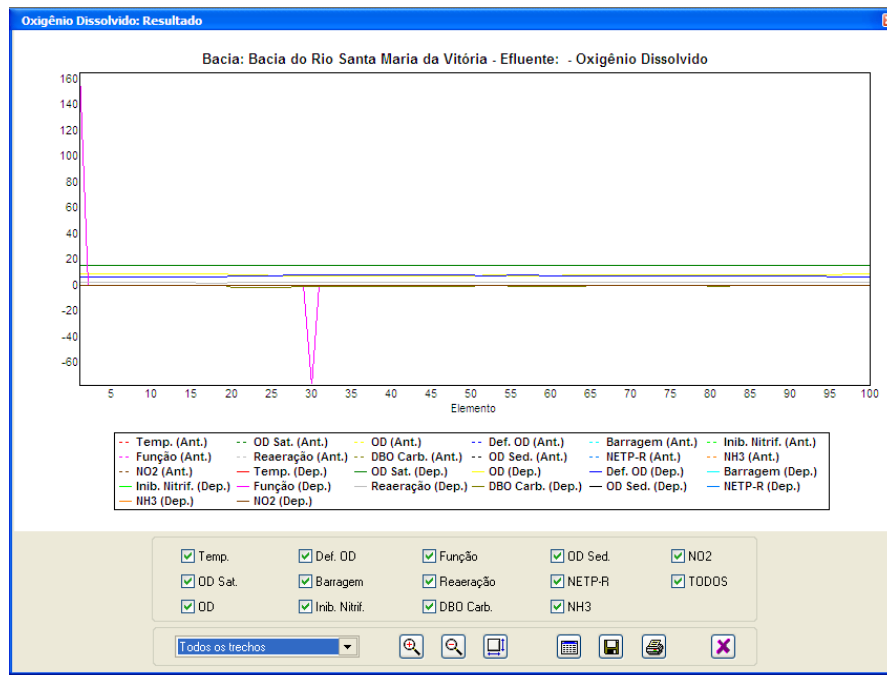 Oxigênio Dissolvido: Resultado
Bacia: Bacia do Rio Santa Maria da Vitória - Efluente: - Oxigênio Dissolvido
160
140
120
100
80
60
40
20
0
-20
-40
-60
5 10 15 20 25 30 35 40 45 50 55 60 65 70 75 80 85 90 95 100
Elemento
-- Temp. (Ant.) -- OD Sat. (Ant.) -- OD (Ant.) -- Def. OD (Ant.) -- Barragem (Ant.) -- Inib. Nitrif. (Ant.)
-- Função (Ant.) -- Reaeração (Ant.) -- DBO Carb. (Ant.) -- OD Sed. (Ant.) -- NETP-R (Ant.) -- NH3 (Ant.)
-- NO2 (Ant.) — Temp. (Dep.) — OD Sat. (Dep.) — OD (Dep.) — Def. OD (Dep.) — Barragem (Dep.)
— Inib. Nitrif. (Dep.) — Função (Dep.) — Reaeração (Dep.) — DBO Carb. (Dep.) — OD Sed. (Dep.) — NETP-R (Dep.)
— NH3 (Dep.) — NO2 (Dep.)
Temp. Def. OD Função OD Sed. NO2
OD Sat. Barragem Reaeração NETP-R TODOS
OD Inib. Nitrif. DBO Carb. NH3
Todos os trechos